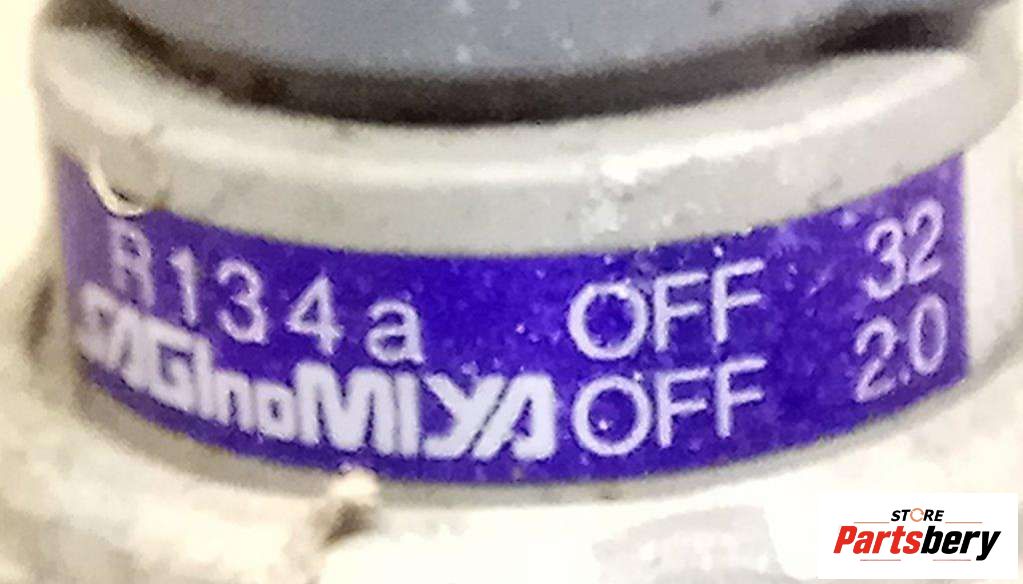 R134a OFF 32
SAGInoMIYA OFF 2.0
STORE
Partsbery